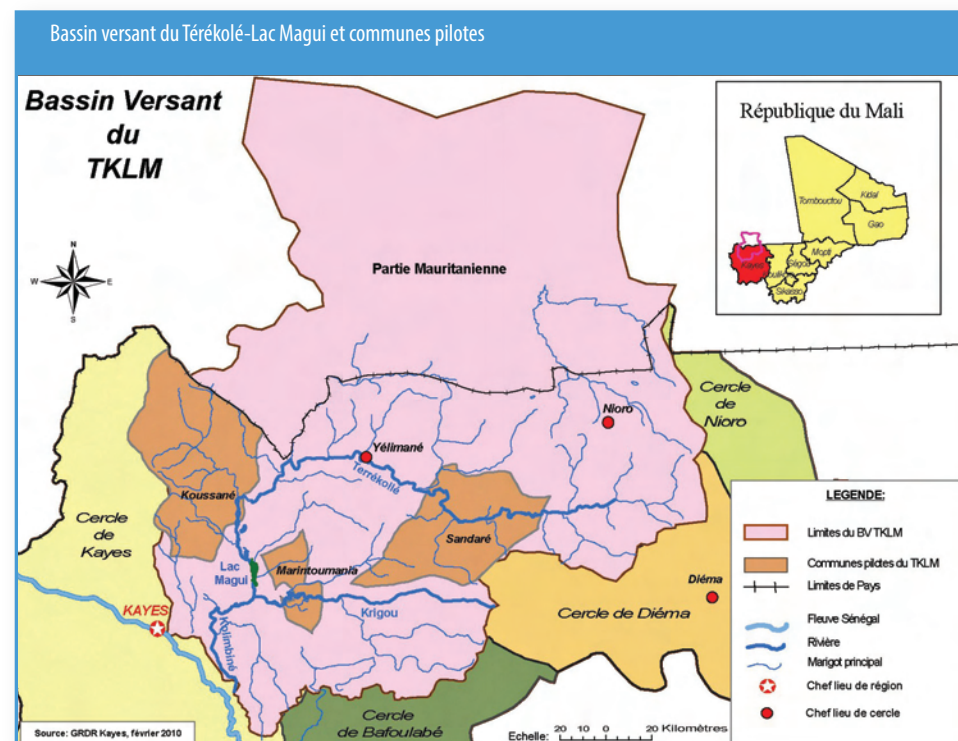 Bassin versant du Térékolé-Lac Magui et communes pilotes
Bassin Versant
du
TKLM
République du Mali
Tombouctou
Kidal
Gao
Mopti
Kayes
Ségou
Sikasso
N
W
E
S
Partie Mauritanienne
Cercle
de
Nioro
Nioro
Yélimané
Terrékollé
Koussané
Sandaré
Cercle
de Kayes
Lac
Magui
Marintoumania
Krigou
KAYES
Kolimbiné
Diéma
Cercle de Diéma
Cercle
de Bafoulabé
LEGENDE:
Limites du BV TKLM
Communes pilotes du TKLM
Limites de Pays
Fleuve Sénégal
Rivière
Marigot principal
Chef lieu de région
Chef lieu de cercle
Source: GRDR Kayes, février 2010
Echelle: 20 0 20 Kilomètres